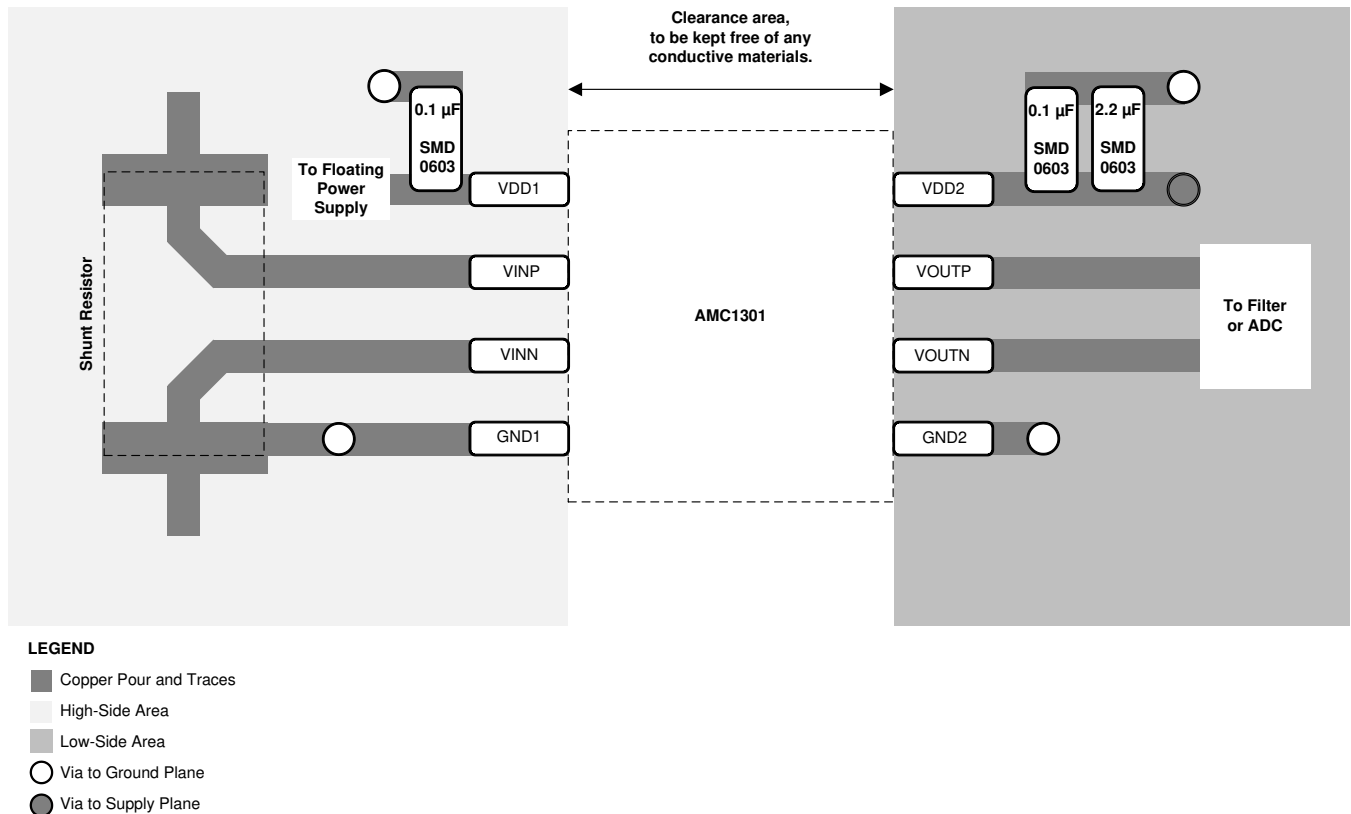 Clearance area,
to be kept free of any
conductive materials.
0.1 µF
SMD
0603
To Floating
Power
Supply
VDD1
VINP
VINN
GND1
Shunt Resistor
AMC1301
0.1 µF
SMD
0603
2.2 µF
SMD
0603
VDD2
VOUTP
VOUTN
GND2
To Filter
or ADC
LEGEND
Copper Pour and Traces
High-Side Area
Low-Side Area
Via to Ground Plane
Via to Supply Plane